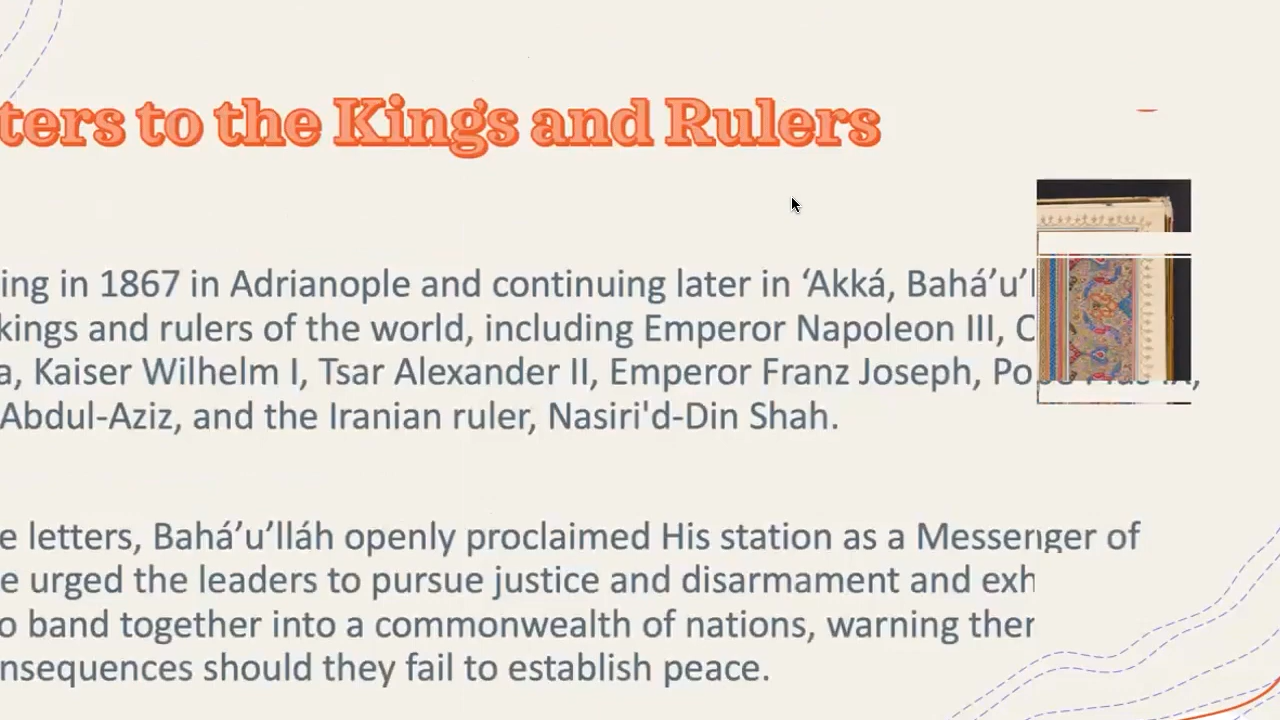 ters to the Kings and Rulers
ing in 1867 in Adrianople and continuing later in ‘Akká, Bahá’u’l
kings and rulers of the world, including Emperor Napoleon III,
a, Kaiser Wilhelm I, Tsar Alexander II, Emperor Franz Joseph,
Abdul-Aziz, and the Iranian ruler, Nasiri'd-Din Shah.
e letters, Bahá’u’lláh openly proclaimed His station as a Messenger of
e urged the leaders to pursue justice and disarmament and exh
o band together into a commonwealth of nations, warning
nsequences should they fail to establish peace.